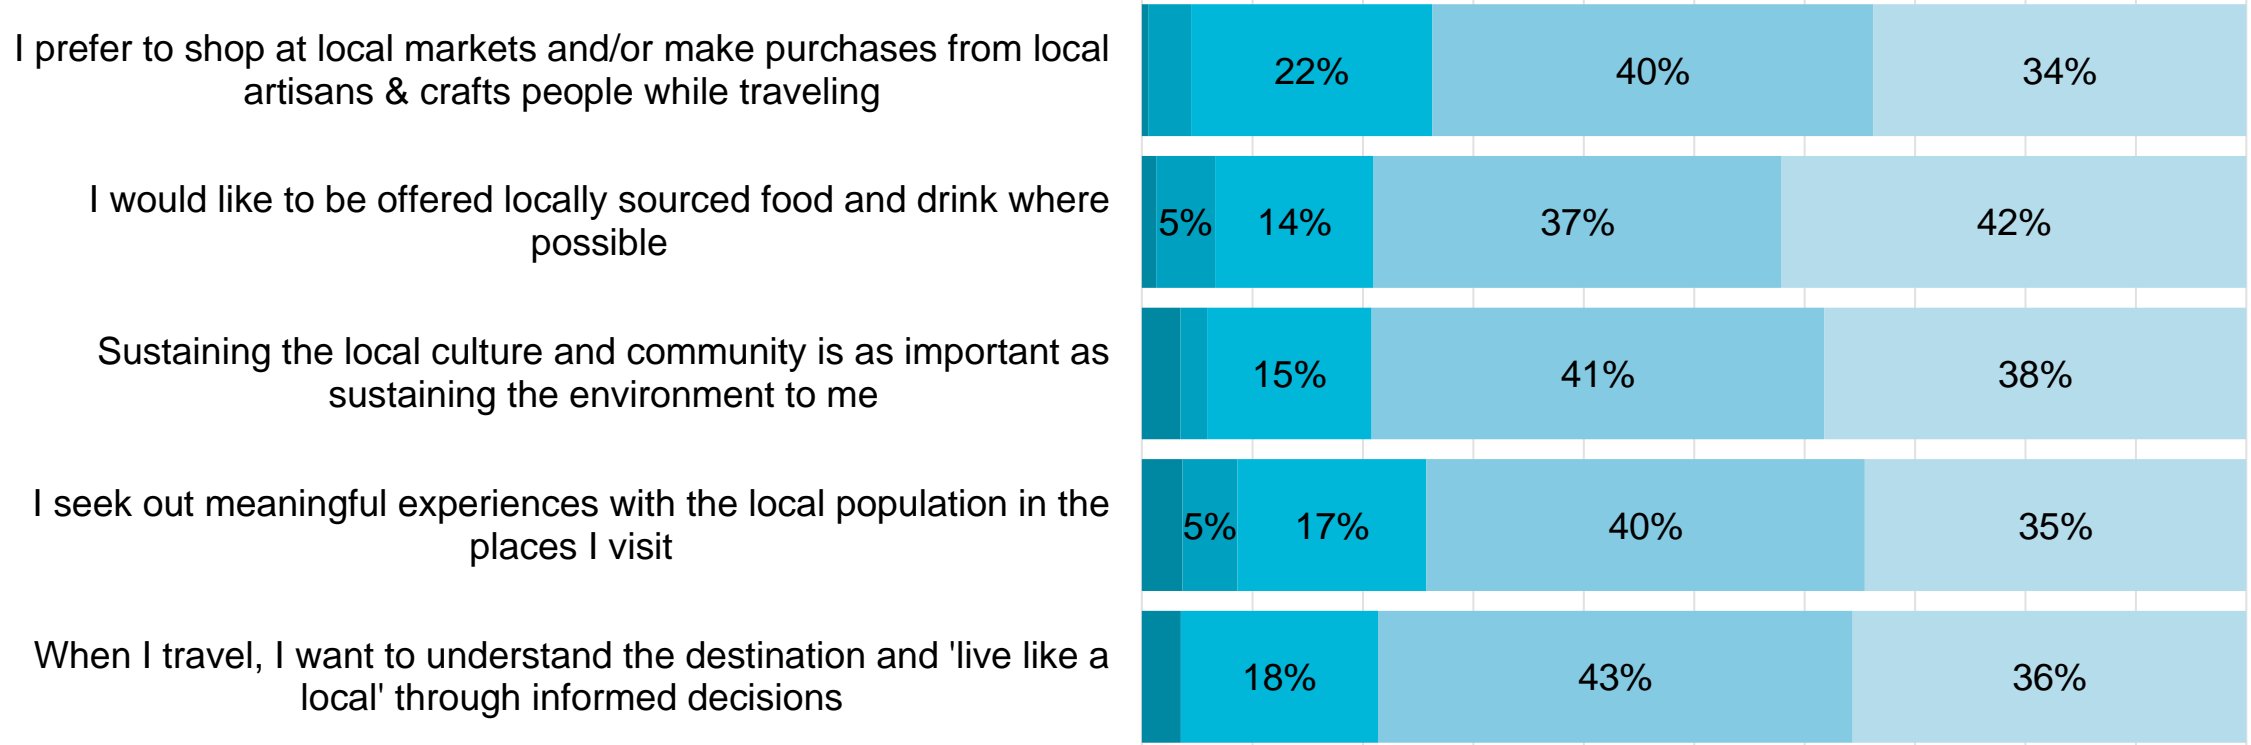 I prefer to shop at local markets and/or make purchases from local
artisans & crafts people while traveling
22% 40% 34%
I would like to be offered locally sourced food and drink where
possible
5% 14% 37% 42%
Sustaining the local culture and community is as important as
sustaining the environment to me
15% 41% 38%
I seek out meaningful experiences with the local population in the
places I visit
5% 17% 40% 35%
When I travel, I want to understand the destination and 'live like a
local' through informed decisions
18% 43% 36%